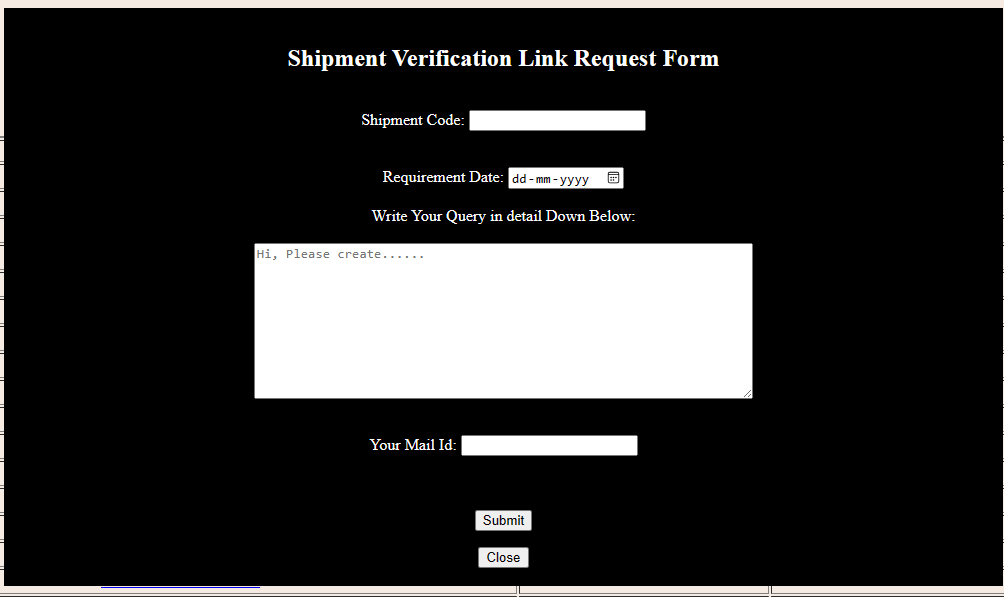 Shipment Verification Link Request Form
Shipment Code:
Requirement Date: dd-mm-yyyy
Write Your Query in detail Down Below:
Hi, Please create......
Your Mail Id:
Submit
Close